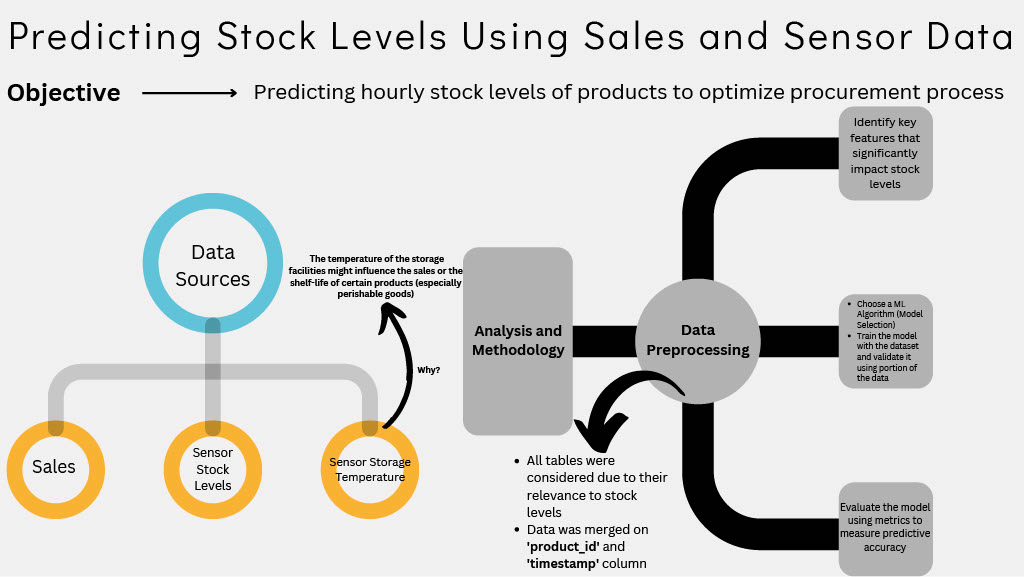 Predicting Stock Levels Using Sales and Sensor Data
Objective
Predicting hourly stock levels of products to optimize procurement process
Data
Sources
Sales
Sensor
Stock
Levels
Sensor Storage
Temperature
Why?
The temperature of the storage
facilities might influence the sales or the
shelf-life of certain products (especially
perishable goods)
Analysis and
Methodology
Data
Preprocessing
• All tables were
considered due to their
relevance to stock
levels
• Data was merged on
'product_id' and
'timestamp' column
Identify key
features that
significantly
impact stock
levels
• Choose a ML
Algorithm (Model
Selection)
• Train the model
with the dataset
and validate it
using portion of
the data
Evaluate the model
using metrics to
measure predictive
accuracy